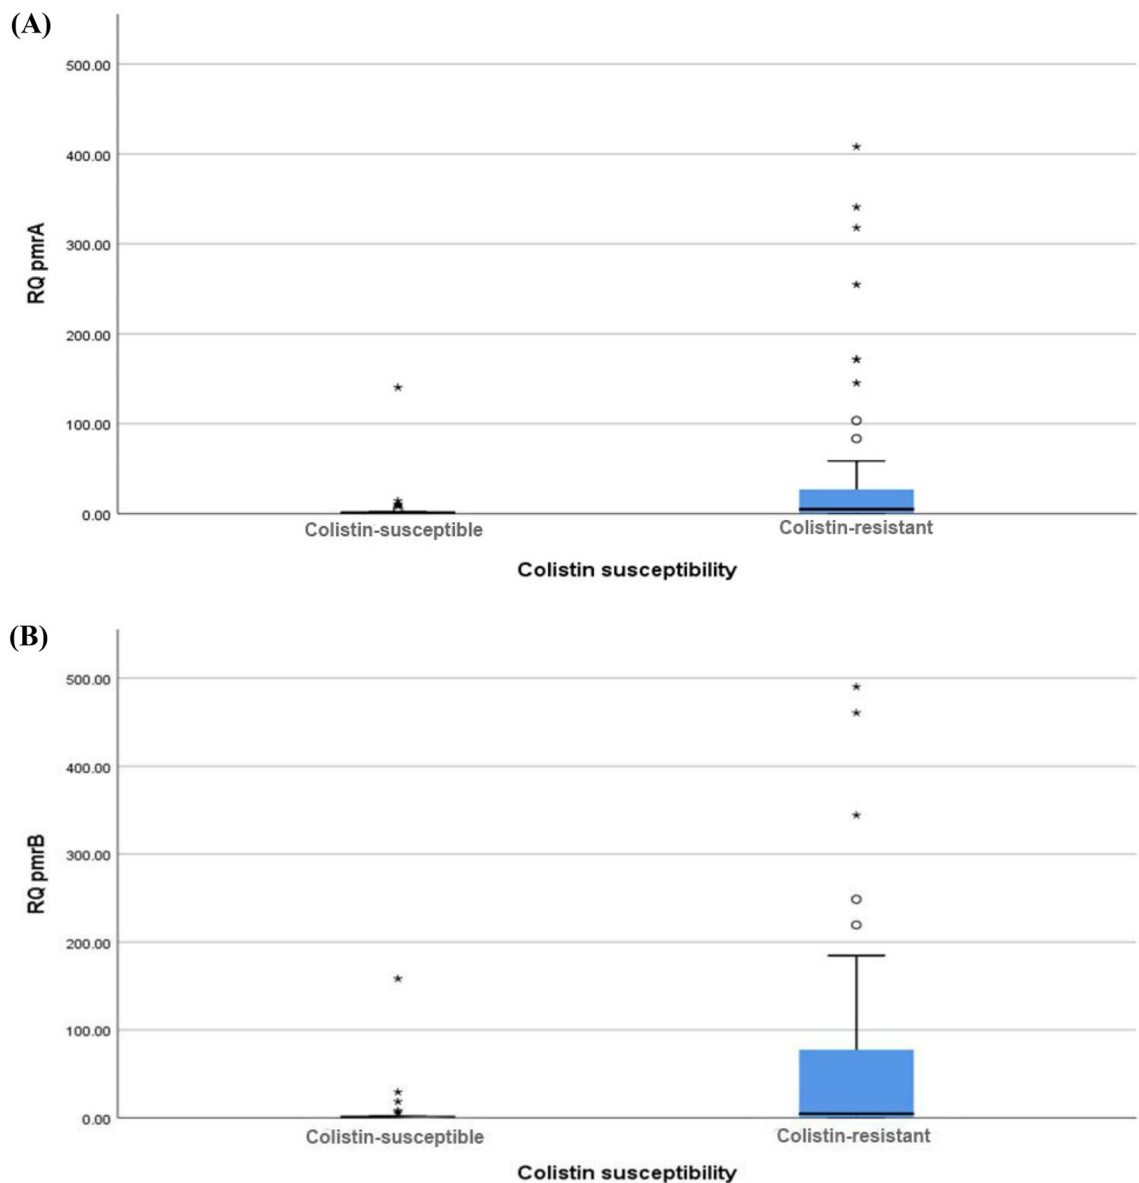 (A)
500.00
400.00
300.00
200.00
100.00
0.00
RQ pmrA
Colistin-susceptible
Colistin-resistant
Colistin susceptibility
(B)
500.00
400.00
300.00
200.00
100.00
0.00
RQ pmrB
Colistin-susceptible
Colistin-resistant
Colistin susceptibility